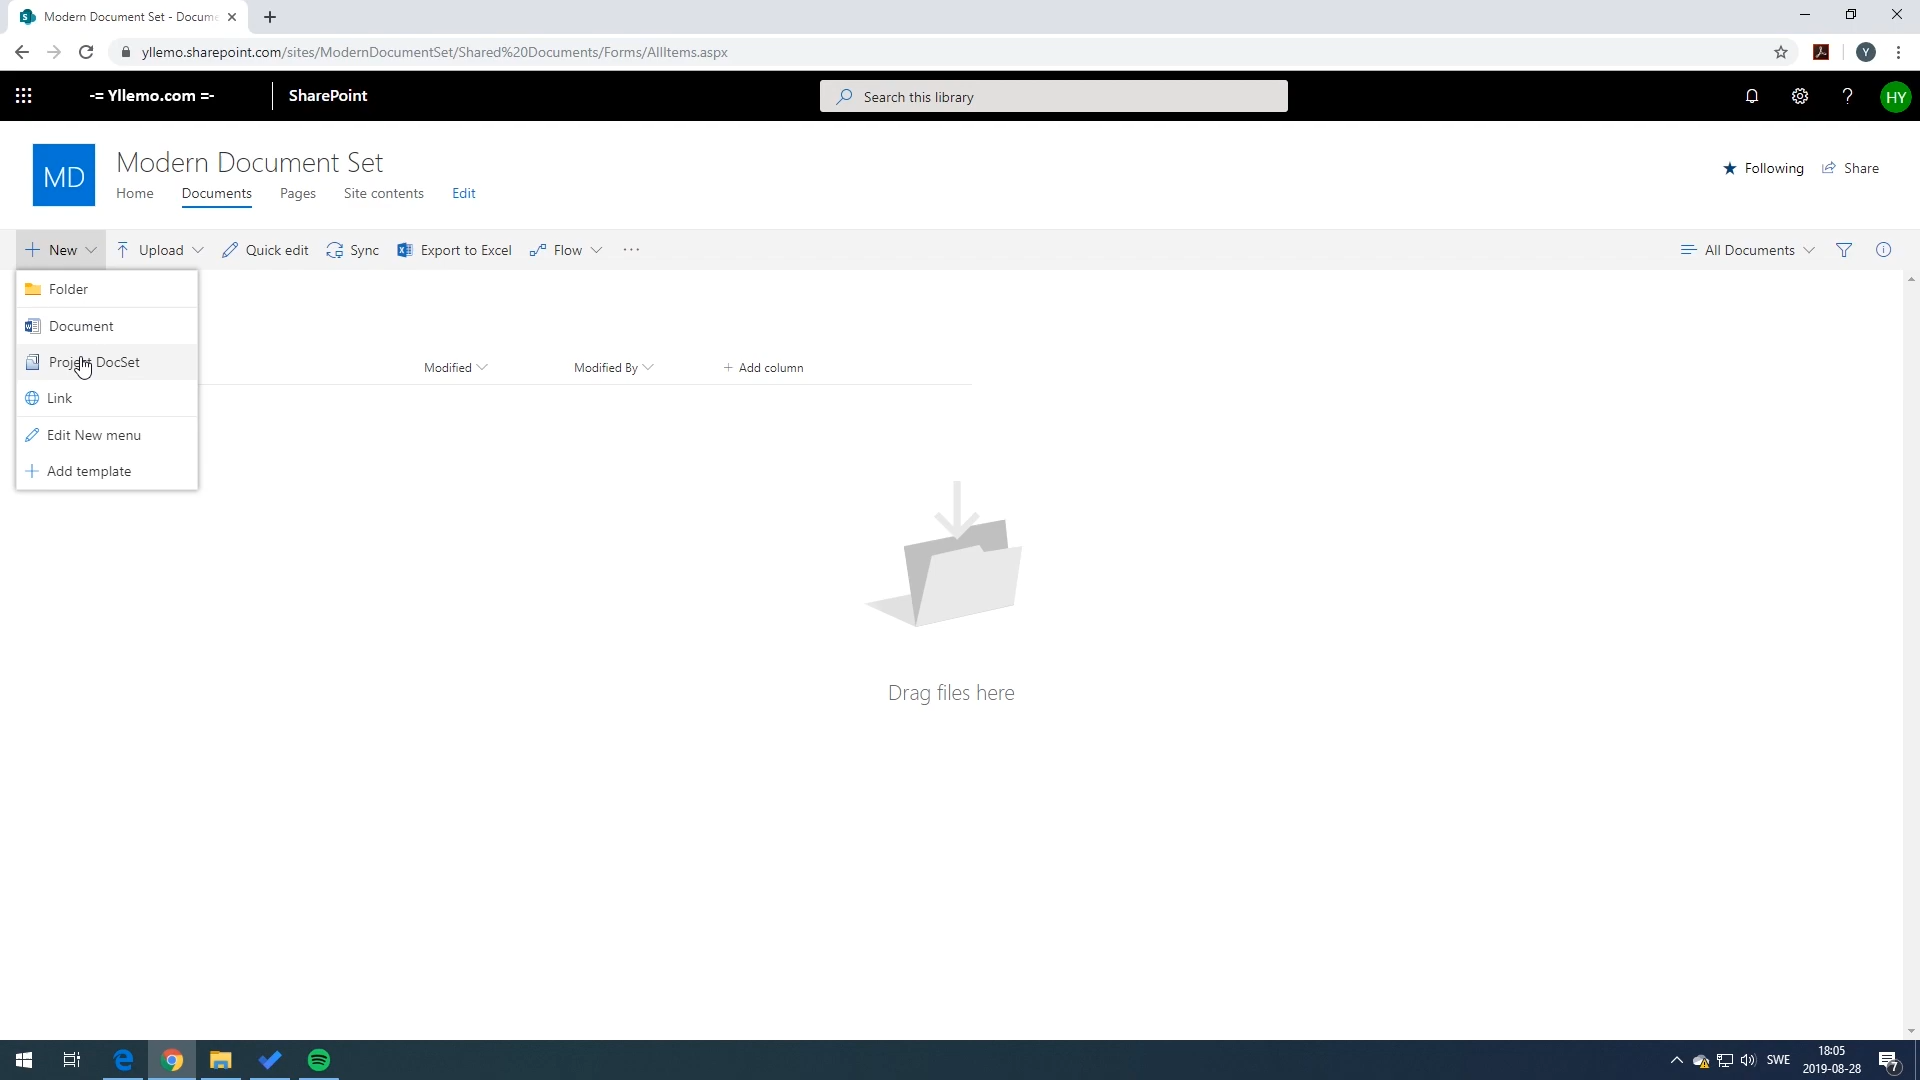 Modern Document Set - Docume
yllemo.sharepoint.com/sites/ModernDocumentSet/Shared%20Documents/Forms/AllItems.aspx
Y
-= Yllemo.com =-
SharePoint
Search this library
?
HY
MD
Modern Document Set
Home
Documents
Pages
Site contents
Edit
Following
Share
New
Upload
Quick edit
Sync
Export to Excel
Flow
...
All Documents
Folder
Document
Projekt DocSet
Link
Edit New menu
Add template
Modified
Modified By
Add column
Drag files here
SWE
18:05
2019-08-28
7